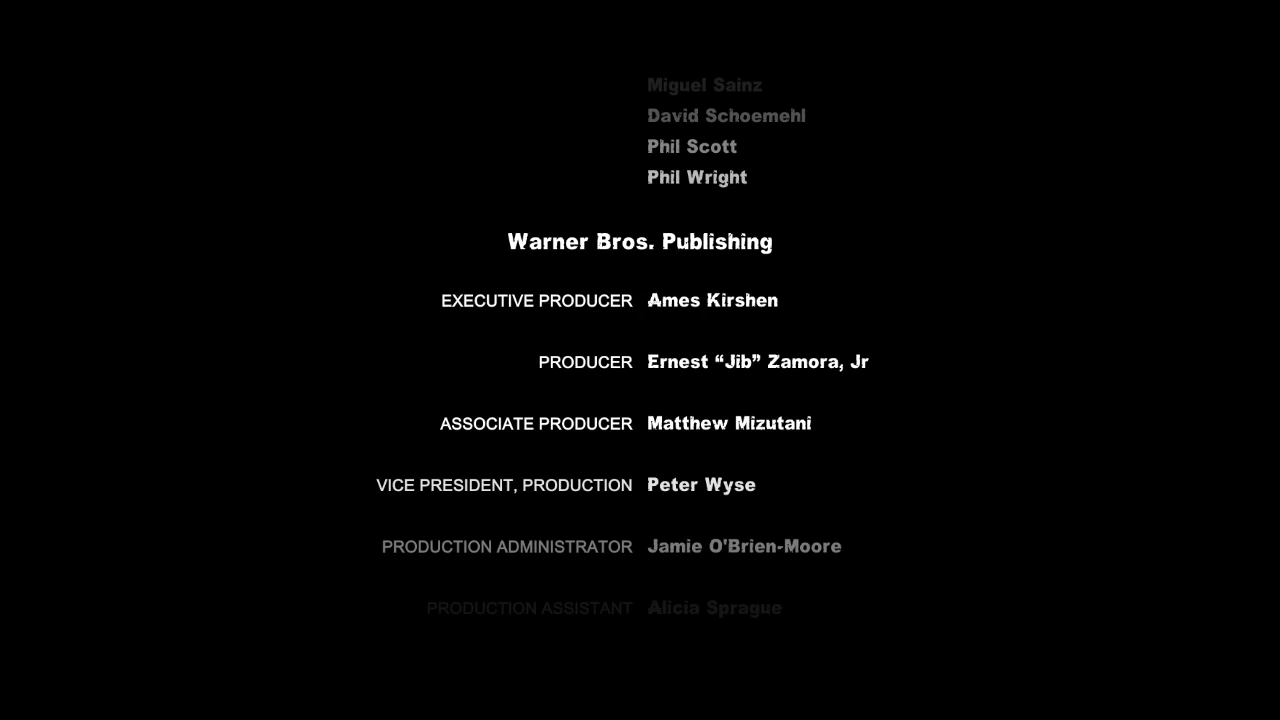 Miguel Sainz
David Schoemehl
Phil Scott
Phil Wright
Warner Bros. Publishing
EXECUTIVE PRODUCER Ames Kirshen
PRODUCER Ernest “Jib” Zamora, Jr
ASSOCIATE PRODUCER Matthew Mizutani
VICE PRESIDENT, PRODUCTION Peter Wyse
PRODUCTION ADMINISTRATOR Jamie O'Brien-Moore
PRODUCTION ASSISTANT Alicia Sprague